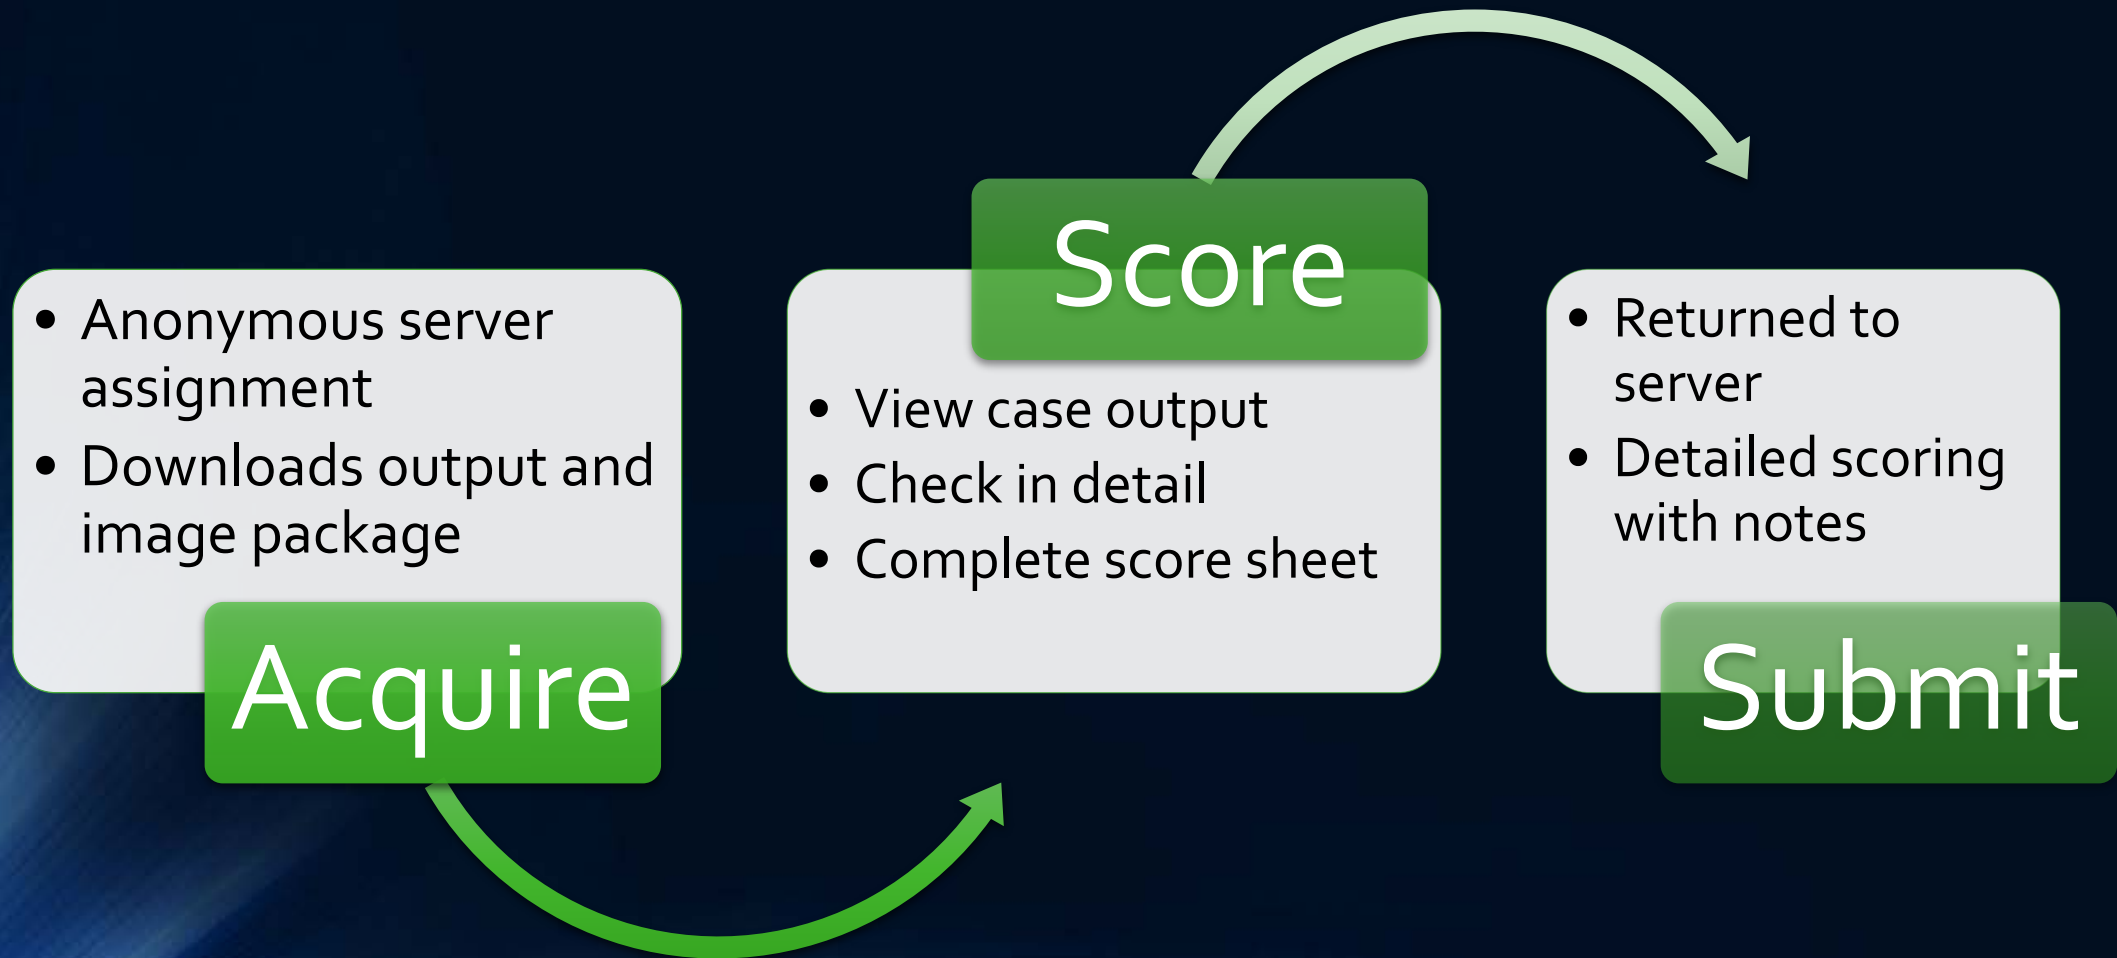 • Anonymous server
assignment
• Downloads output and
image package
Acquire
Score
• View case output
• Check in detail
• Complete score sheet
• Returned to
server
• Detailed scoring
with notes
Submit